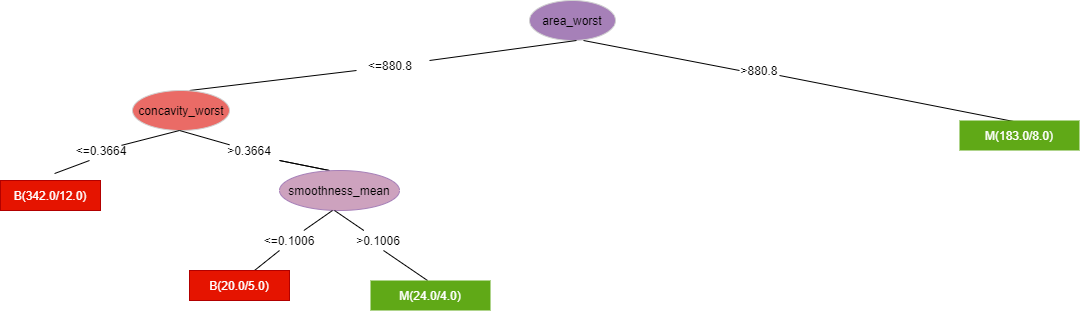 area_worst
<=880.8
>880.8
concavity_worst
M(183.0/8.0)
<=0.3664
>0.3664
B(342.0/12.0)
smoothness_mean
<=0.1006
>0.1006
B(20.0/5.0)
M(24.0/4.0)